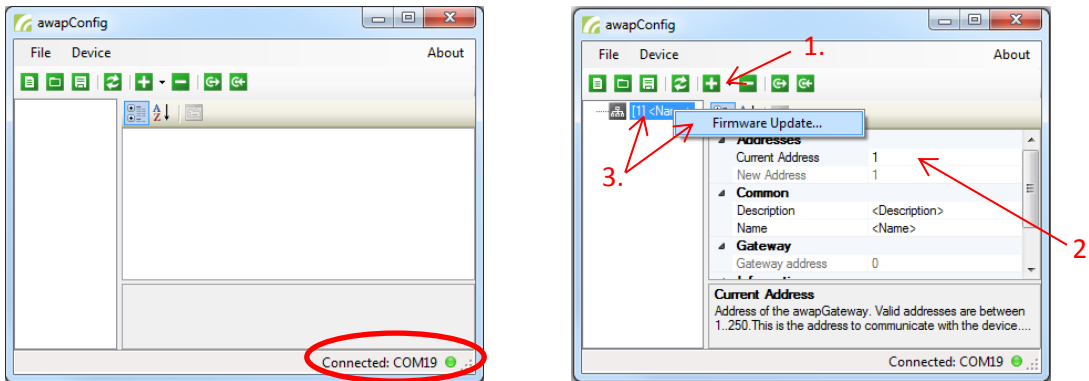 awapConfig
File Device About
Connected: COM19
awapConfig
File Device About
1.
[1] <Nam
Firmware Update...
3.
Addresses
Current Address 1
New Address 1
Common
Description <Description>
Name <Name>
2
Gateway
Gateway address 0
Current Address
Address of the awapGateway. Valid addresses are between
1..250.This is the address to communicate with the device....
Connected: COM19